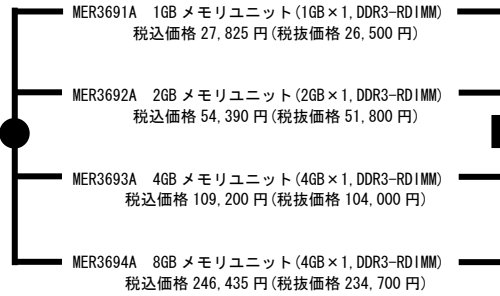 MER3691A 1GB メモリユニット(1GB×1,DDR3-RDIMM)
税込価格 27,825 円(税抜価格 26,500 円)
MER3692A 2GB メモリユニット(2GB×1,DDR3-RDIMM)
税込価格 54,390 円(税抜価格 51,800 円)
MER3693A 4GB メモリユニット(4GB×1,DDR3-RDIMM)
税込価格 109,200 円(税抜価格 104,000 円)
MER3694A 8GB メモリユニット(4GB×1,DDR3-RDIMM)
税込価格 246,435 円(税抜価格 234,700 円)